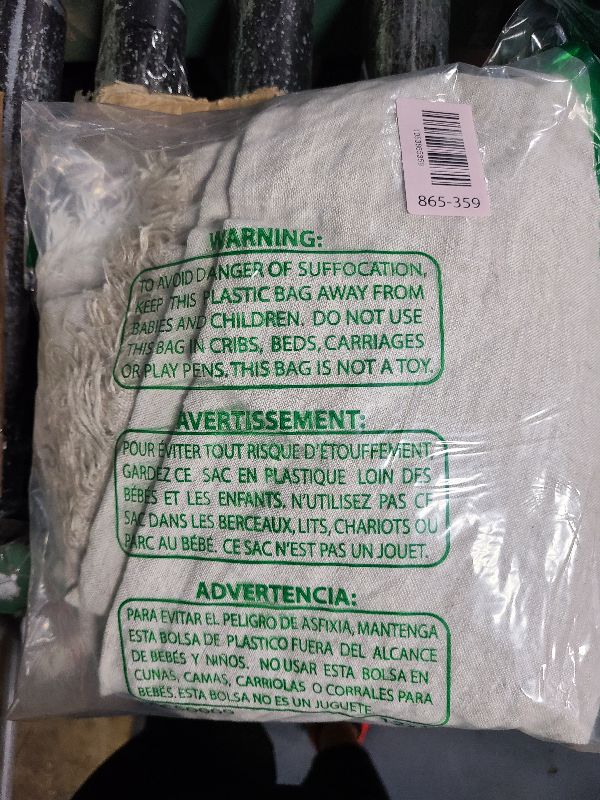 865-359
WARNING:
TO AVOID DANGER OF SUFFOCATION,
KEEP THIS PLASTIC BAG AWAY FROM
BABIES AND CHILDREN. DO NOT USE
THIS BAG IN CRIBS, BEDS, CARRIAGES
OR PLAY PENS, THIS BAG IS NOT A TOY.
AVERTISSEMENT:
POUR ÉVITER TOUT RISQUE D'ÉTOUFFEMENT,
GARDEZ CE SAC EN PLASTIQUE LOIN DES
BÉBÉS ET LES ENFANTS, N'UTILISEZ PAS CE
SAC DANS LES BERCEAUX, LITS, CHARIOTS OU
PARC AU BÉBÉ. CE SAC N'EST PAS UN JOUET.
ADVERTENCIA:
PARA EVITAR EL PELIGRO DE ASFIXIA, MANTENGA
ESTA BOLSA DE PLASTICO FUERA DEL ALCANCE
DE BEBÉS Y NIÑOS. NO USAR ESTA BOLSA EN
CUNAS, CAMAS, CARRIOLAS O CORRALES PARA
BEBÉS. ESTA BOLSA NO ES UN JUGUETE